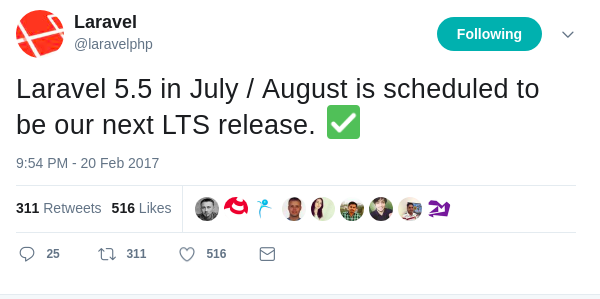 Laravel
@laravelphp
Following
Laravel 5.5 in July / August is scheduled to
be our next LTS release. ✅
9:54 PM - 20 Feb 2017
311 Retweets 516 Likes
25 311 516